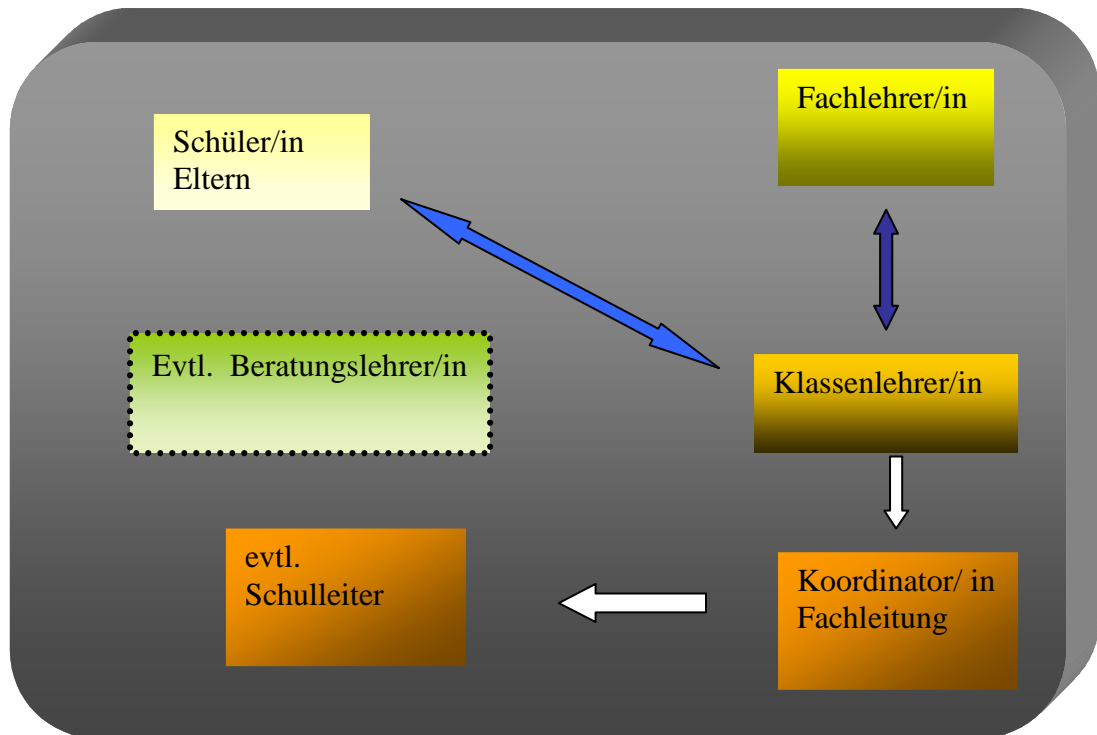 Fachlehrer/in
Schüler/in
Eltern
Evtl.  Beratungslehrer/in
Klassenlehrer/in
evtl.
Schulleiter
Koordinator/ in
Fachleitung